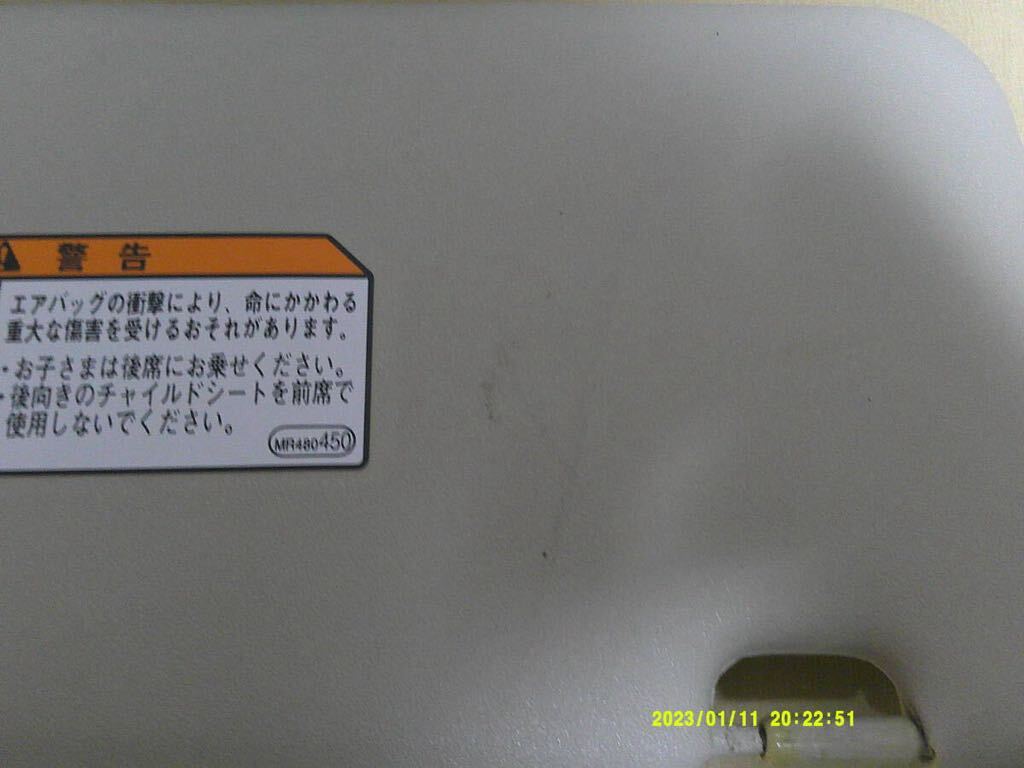 警告
エアバッグの衝撃により、命にかかわる
重大な傷害を受けるおそれがあります。
・お子さまは後席にお乗せください。
・後向きのチャイルドシートを前席で
使用しないでください。
MR480450
2023/01/11 20:22:51